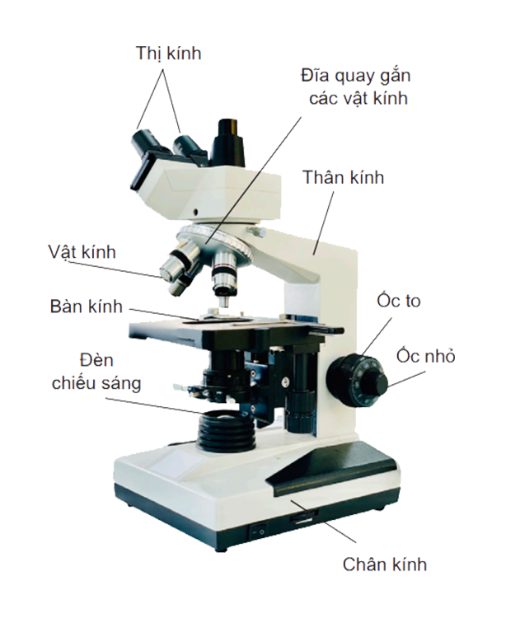 Thị kính
Đĩa quay gắn
các vật kính
Thân kính
Vật kính
Bàn kính
Ốc to
Ốc nhỏ
Đèn
chiếu sáng
Chân kính